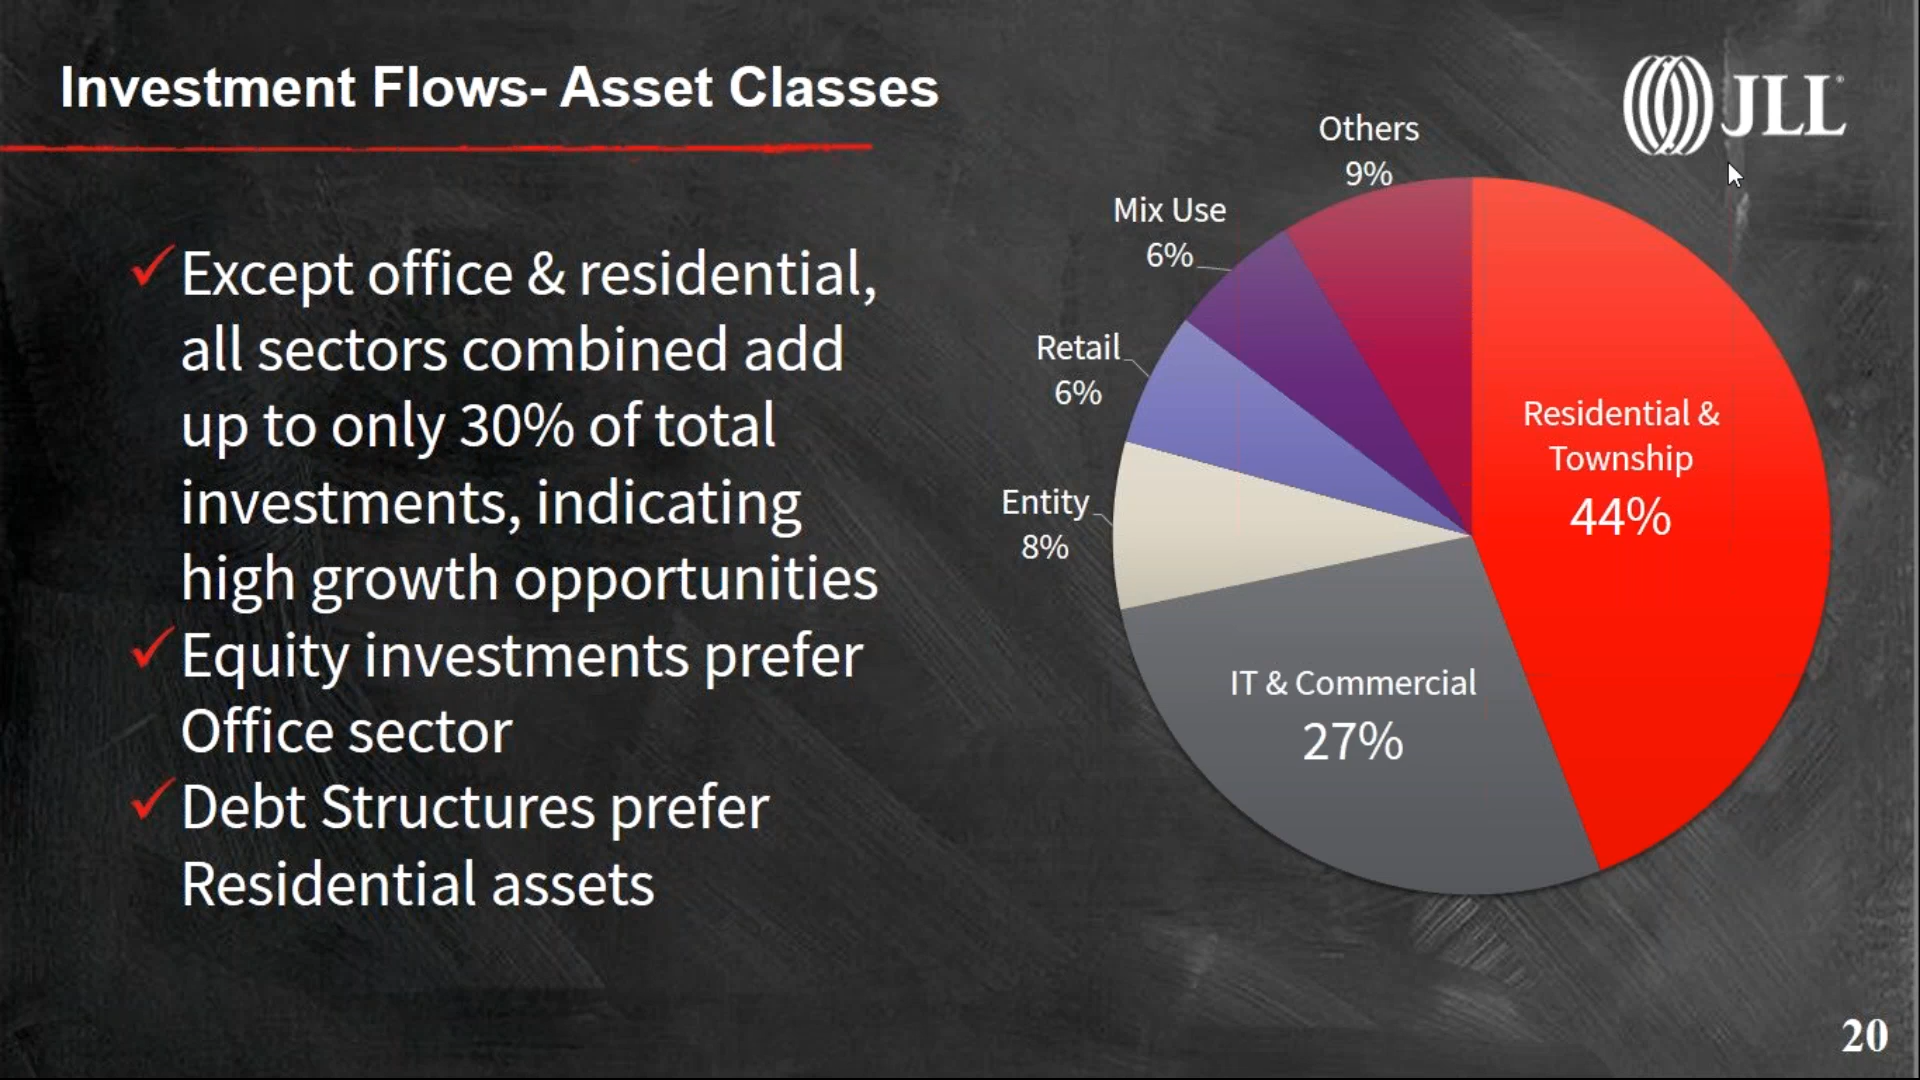 Investment Flows- Asset Classes
JLL
Except office & residential,
all sectors combined add
up to only 30% of total
investments, indicating
high growth opportunities
Equity investments prefer
Office sector
Debt Structures prefer
Residential assets
Others
9%
Mix Use
6%
Retail
6%
Entity
8%
Residential &
Township
44%
IT & Commercial
27%
20